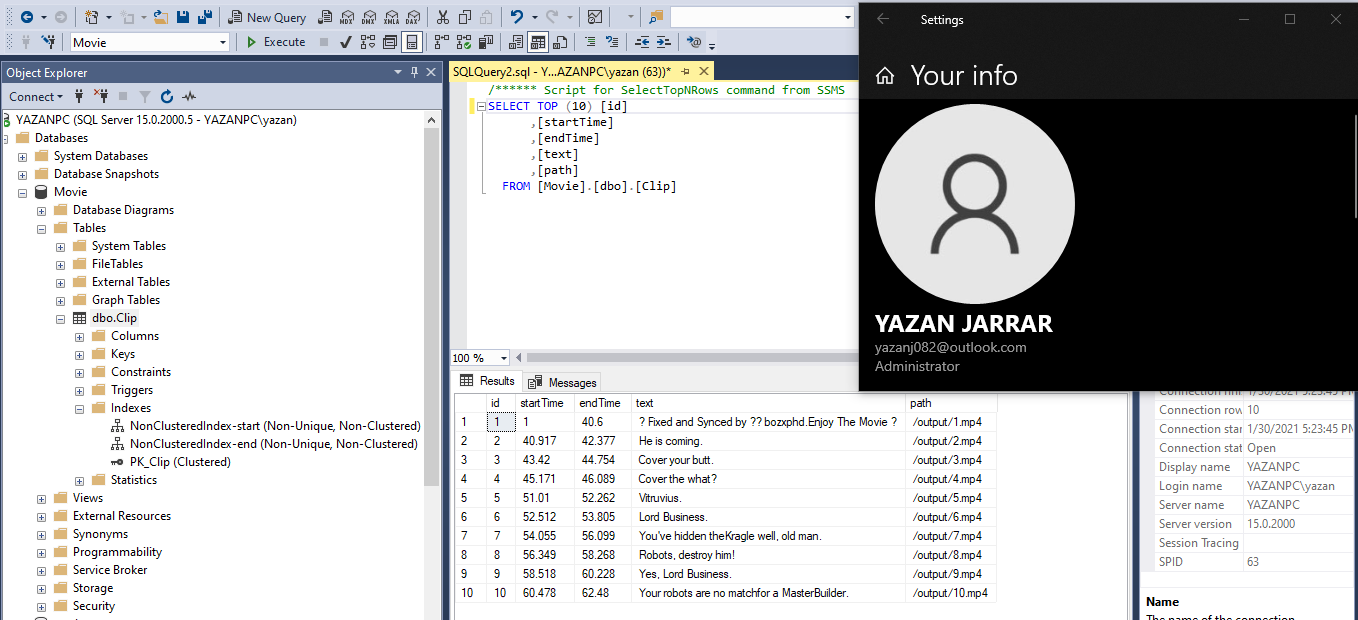 New Query
MDX
DMX
XMLA
DAX
Movie
Execute
Object Explorer
Connect
YAZANPC (SQL Server 15.0.2000.5 - YAZANPC\yazan)
Databases
System Databases
Database Snapshots
Movie
Database Diagrams
Tables
System Tables
FileTables
External Tables
Graph Tables
dbo.Clip
Columns
Keys
Constraints
Triggers
Indexes
NonClusteredIndex-start (Non-Unique, Non-Clustered)
NonClusteredIndex-end (Non-Unique, Non-Clustered)
PK_Clip (Clustered)
Statistics
Views
External Resources
Synonyms
Programmability
Service Broker
Storage
Security
SQLQuery2.sql - Y...AZANPC\yazan (63))*
/****** Script for SelectTopNRows command from SSMS
SELECT TOP (10) [id]
,[startTime]
,[endTime]
,[text]
,[path]
FROM [Movie].[dbo].[Clip]
100 %
Results Messages
id startTime endTime text path
1 1 1 40.6 ? Fixed and Synced by ?? bozxphd.Enjoy The Movie ? /output/1.mp4
2 2 40.917 42.377 He is coming. /output/2.mp4
3 3 43.42 44.754 Cover your butt. /output/3.mp4
4 4 45.171 46.089 Cover the what? /output/4.mp4
5 5 51.01 52.262 Vitruvius. /output/5.mp4
6 6 52.512 53.805 Lord Business. /output/6.mp4
7 7 54.055 56.099 You've hidden theKragle well, old man. /output/7.mp4
8 8 56.349 58.268 Robots, destroy him! /output/8.mp4
9 9 58.518 60.228 Yes, Lord Business. /output/9.mp4
10 10 60.478 62.48 Your robots are no matchfor a MasterBuilder. /output/10.mp4
Settings
Your info
YAZAN JARRAR
yazanj082@outlook.com
Administrator
Connection row 10
Connection star 1/30/2021 5:23:45 PM
Connection stat Open
Display name YAZANPC
Login name YAZANPC\yazan
Server name YAZANPC
Server version 15.0.2000
Session Tracing
SPID 63
Name
The name of the connection